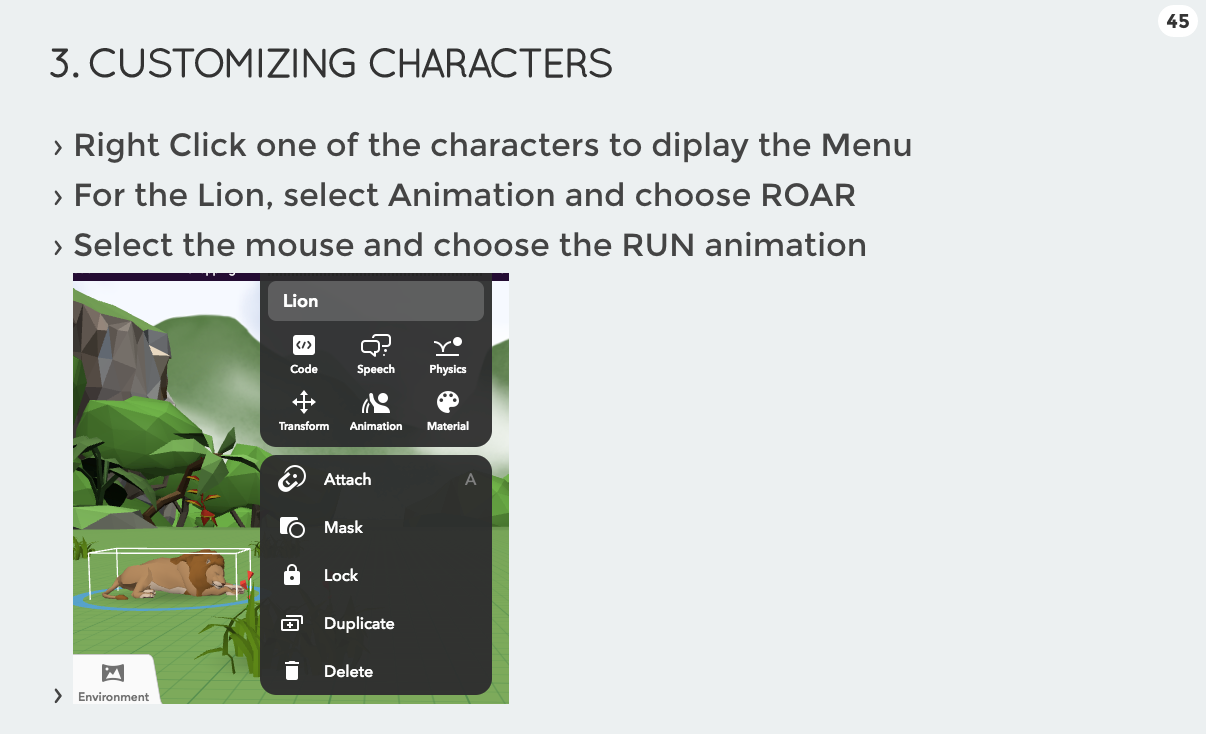 45
3. CUSTOMIZING CHARACTERS
› Right Click one of the characters to diplay the Menu
› For the Lion, select Animation and choose ROAR
› Select the mouse and choose the RUN animation
Lion
Code Speech Physics
Transform Animation Material
Attach A
Mask
Lock
Duplicate
Delete
› Environment